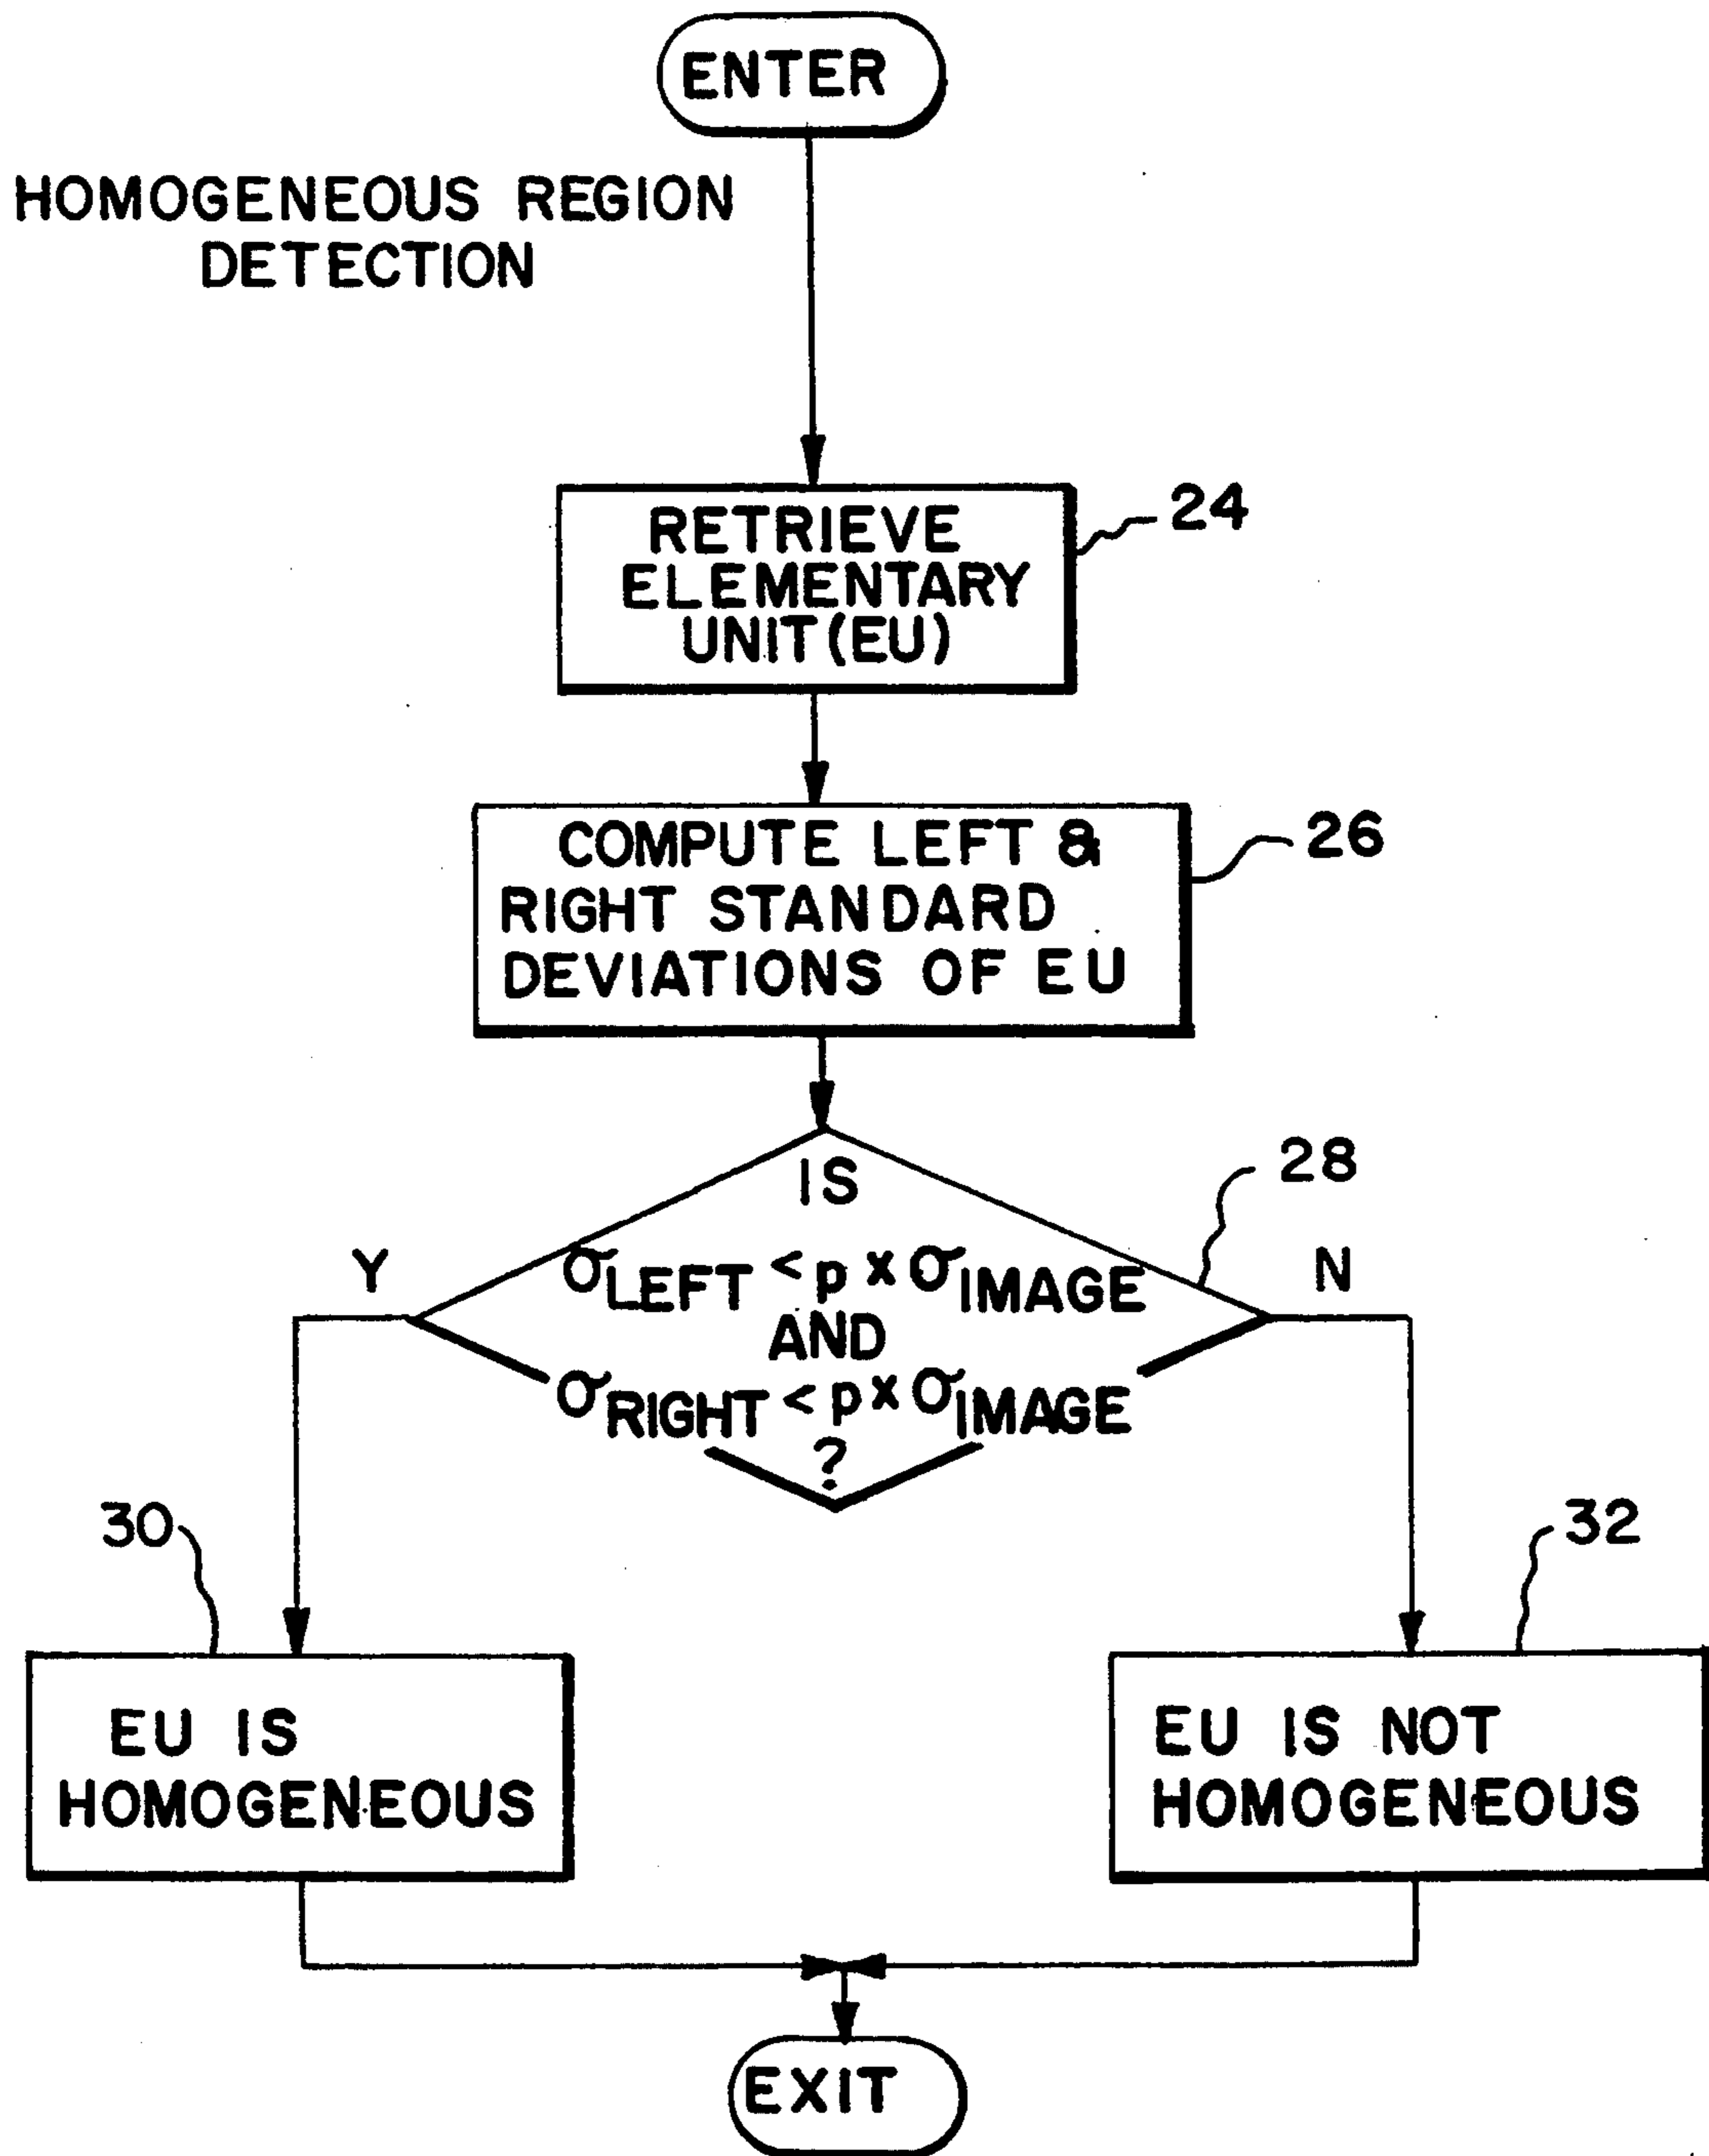 ENTER
HOMOGENEOUS REGION
DETECTION
RETRIEVE
ELEMENTARY
UNIT(EU)
24
COMPUTE LEFT &
RIGHT STANDARD
DEVIATIONS OF EU
26
IS
28
Y
σLEFT < p x σIMAGE
N
AND
σRIGHT < p x σIMAGE
?
30
32
EU IS
HOMOGENEOUS
EU IS NOT
HOMOGENEOUS
EXIT